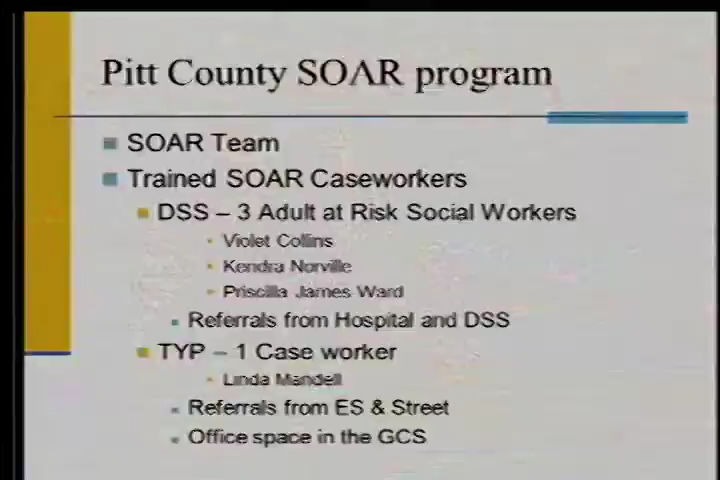 Pitt County SOAR program
SOAR Team
Trained SOAR Caseworkers
DSS – 3 Adult at Risk Social Workers
Violet Collins
Kendra Norville
Priscilla James Ward
Referrals from Hospital and DSS
TYP – 1 Case worker
Linda Mandell
Referrals from ES & Street
Office space in the GCS